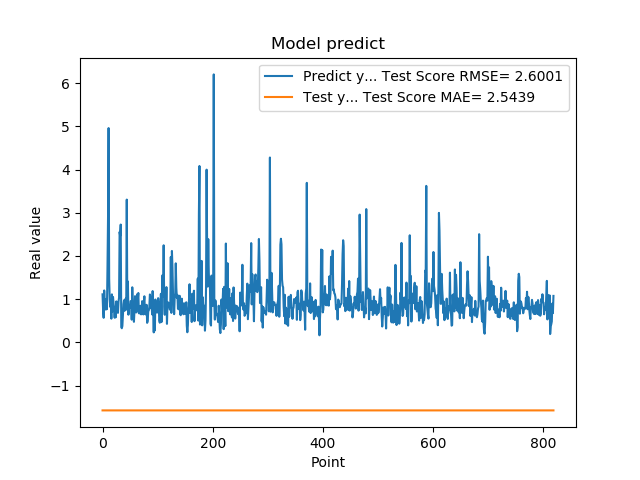 Model predict
Predict y... Test Score RMSE= 2.6001
Test y... Test Score MAE= 2.5439
Real value
6
5
4
3
2
1
0
−1
0 200 400 600 800
Point